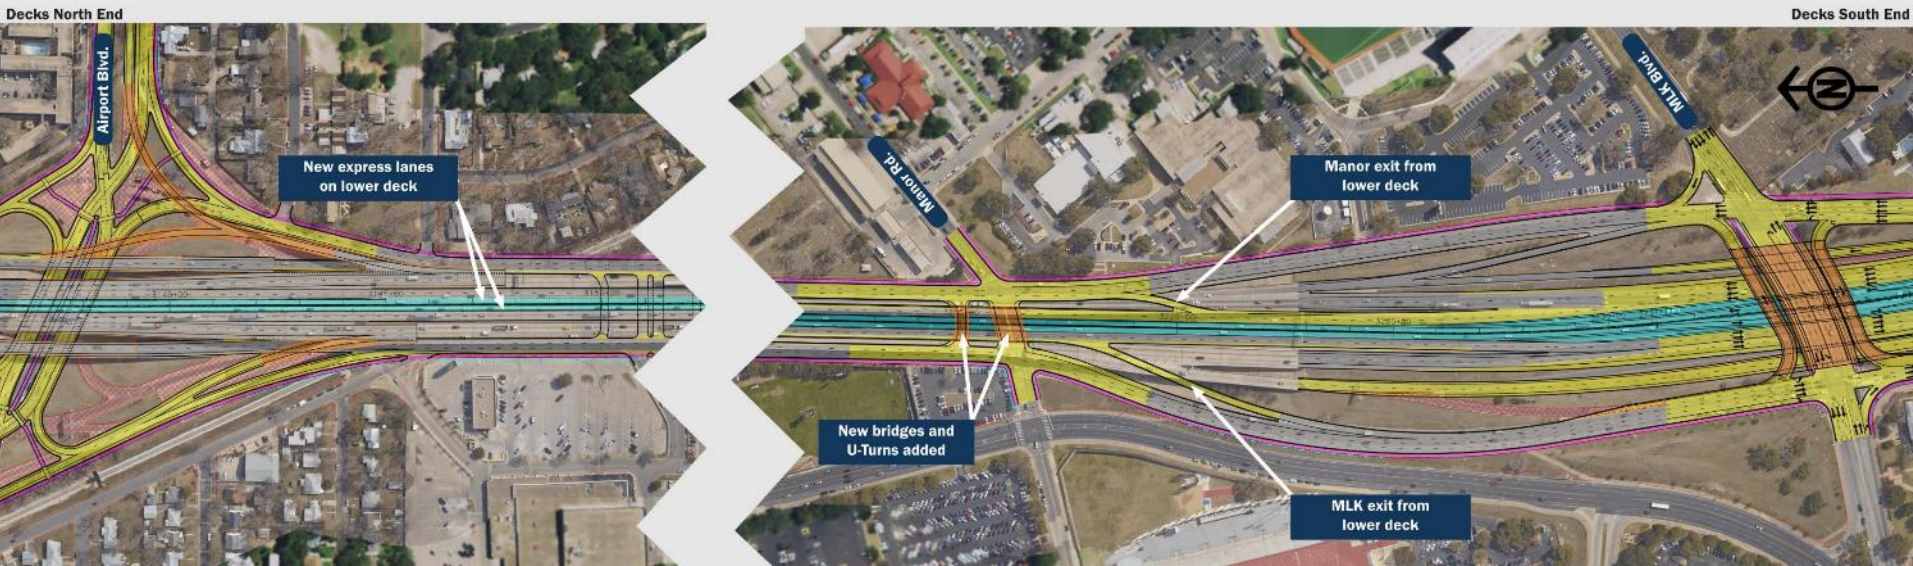 Decks North End
Decks South End
Airport Blvd.
MLK Blvd.
N
Manor Rd.
New express lanes
on lower deck
Manor exit from
lower deck
New bridges and
U-Turns added
MLK exit from
lower deck